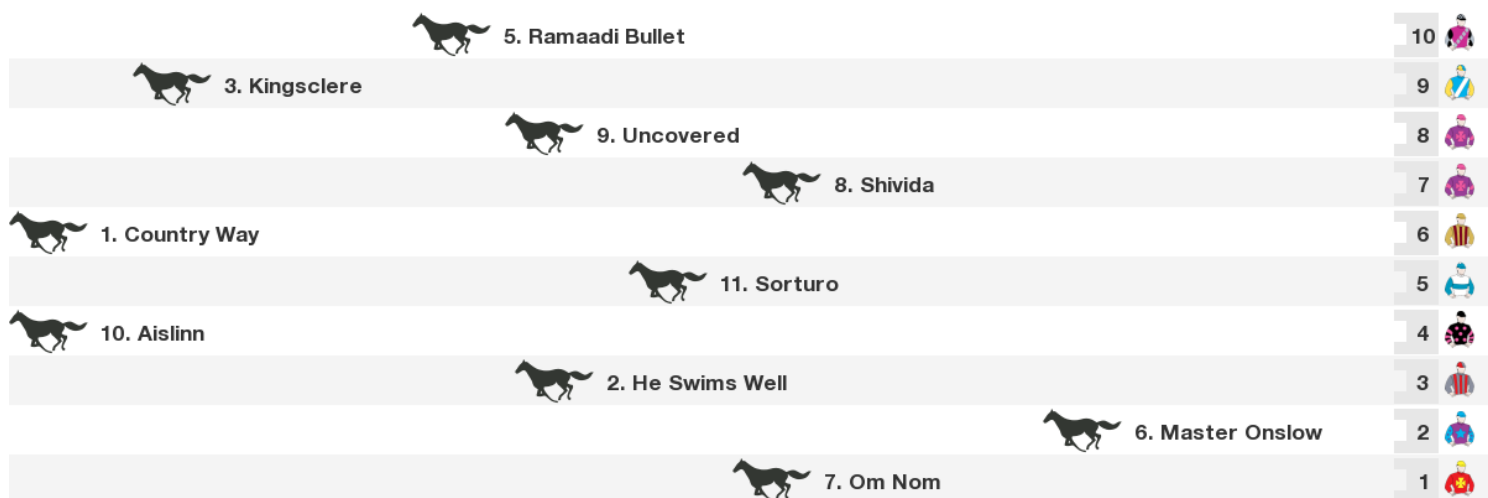 5. Ramaadi Bullet 10
3. Kingsclere 9
9. Uncovered 8
8. Shivida 7
1. Country Way 6
11. Sorturo 5
10. Aislinn 4
2. He Swims Well 3
6. Master Onslow 2
7. Om Nom 1